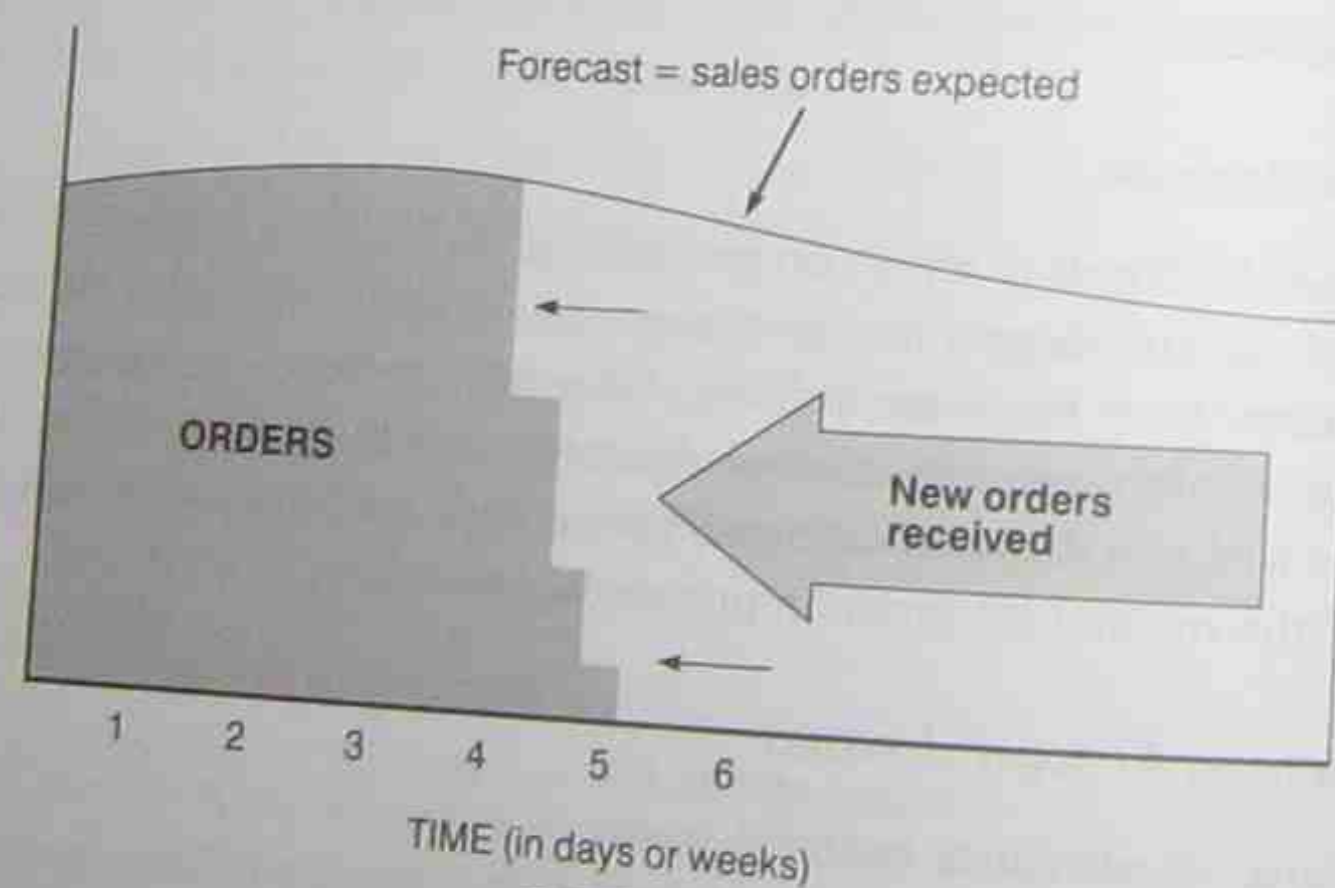 Forecast = sales orders expected
ORDERS
New orders
received
1 2 3 4 5 6
TIME (in days or weeks)